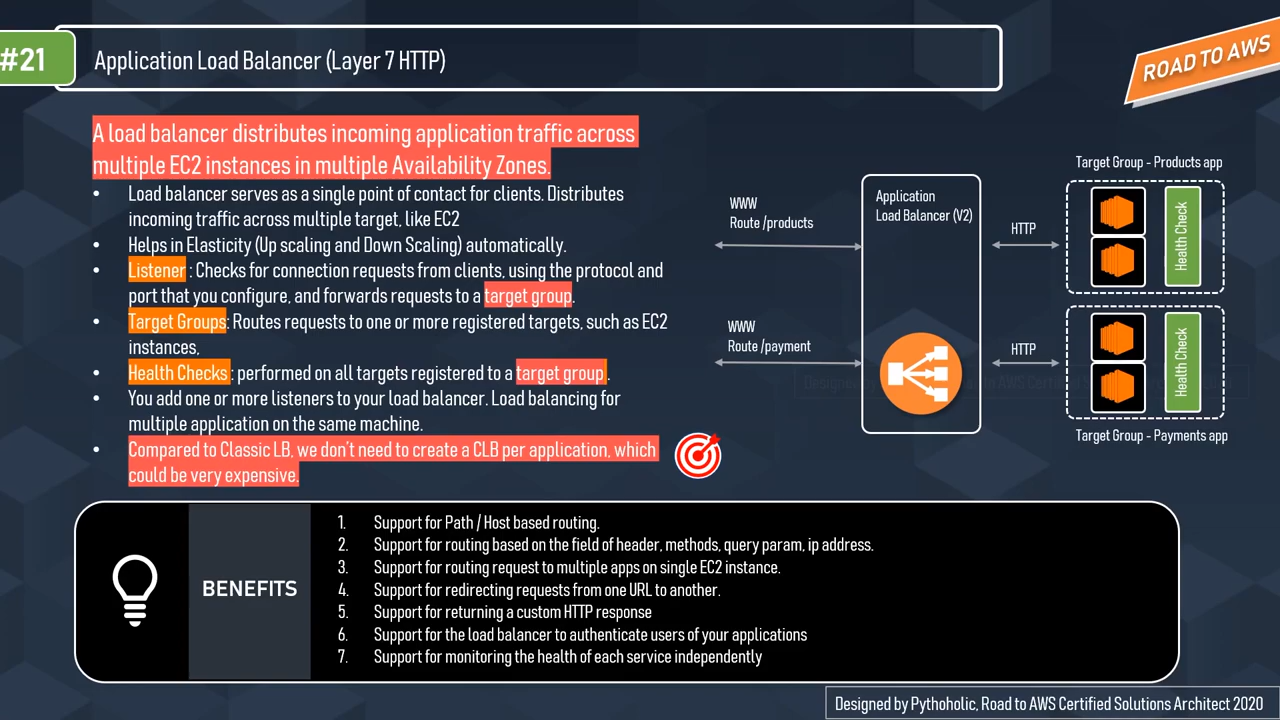 #21
Application Load Balancer (Layer 7 HTTP)
ROAD TO AWS
A load balancer distributes incoming application traffic across
multiple EC2 instances in multiple Availability Zones.
• Load balancer serves as a single point of contact for clients. Distributes
incoming traffic across multiple target, like EC2
• Helps in Elasticity (Up scaling and Down Scaling) automatically.
• Listener : Checks for connection requests from clients, using the protocol and
port that you configure, and forwards requests to a target group.
• Target Groups: Routes requests to one or more registered targets, such as EC2
instances,
• Health Checks : performed on all targets registered to a target group .
• You add one or more listeners to your load balancer. Load balancing for
multiple application on the same machine.
• Compared to Classic LB, we don't need to create a CLB per application, which
could be very expensive.
WWW
Route /products
WWW
Route /payment
Application
Load Balancer (V2)
HTTP
HTTP
Target Group - Products app
Health Check
Health Check
Target Group - Payments app
BENEFITS
1. Support for Path / Host based routing.
2. Support for routing based on the field of header, methods, query param, ip address.
3. Support for routing request to multiple apps on single EC2 instance.
4. Support for redirecting requests from one URL to another.
5. Support for returning a custom HTTP response
6. Support for the load balancer to authenticate users of your applications
7. Support for monitoring the health of each service independently
Designed by Pythoholic, Road to AWS Certified Solutions Architect 2020